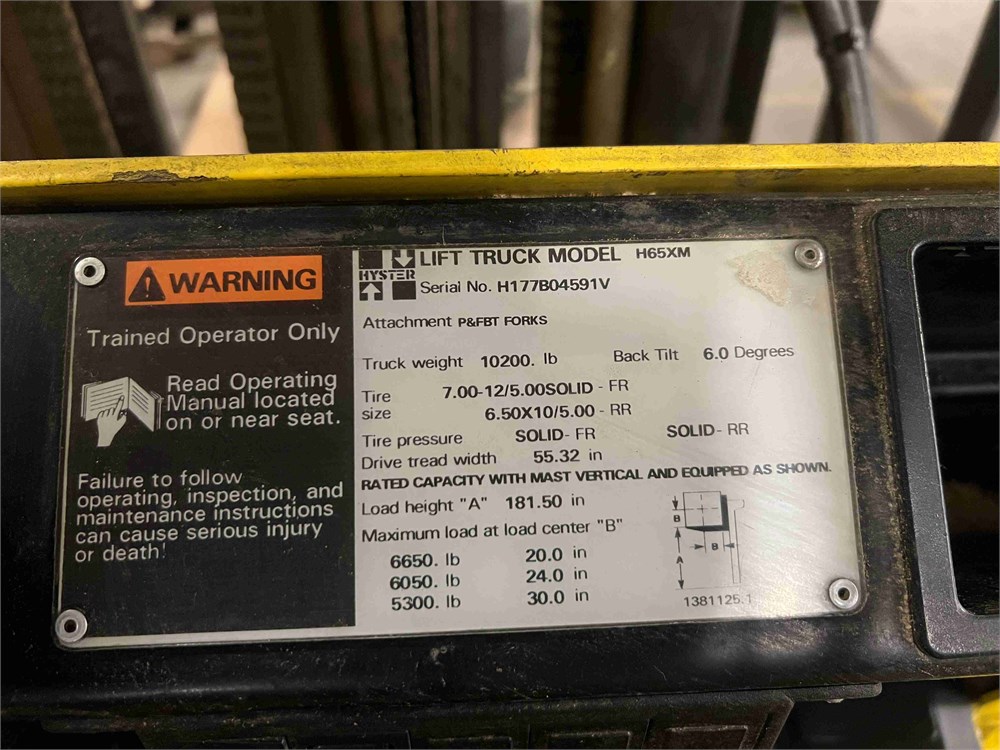 WARNING
Trained Operator Only
Read Operating
Manual located
on or near seat.
Failure to follow
operating, inspection, and
maintenance instructions
can cause serious injury
or death!
HYSTER
LIFT TRUCK MODEL H65XM
Serial No. H177B04591V
Attachment P&FBT FORKS
Truck weight 10200. lb Back Tilt 6.0 Degrees
Tire size 7.00-12/5.00SOLID - FR
6.50X10/5.00 - RR
Tire pressure SOLID- FR SOLID- RR
Drive tread width 55.32 in
RATED CAPACITY WITH MAST VERTICAL AND EQUIPPED AS SHOWN.
Load height "A" 181.50 in
Maximum load at load center "B"
6650. lb 20.0 in
6050. lb 24.0 in
5300. lb 30.0 in
B
B
A
1381125.1